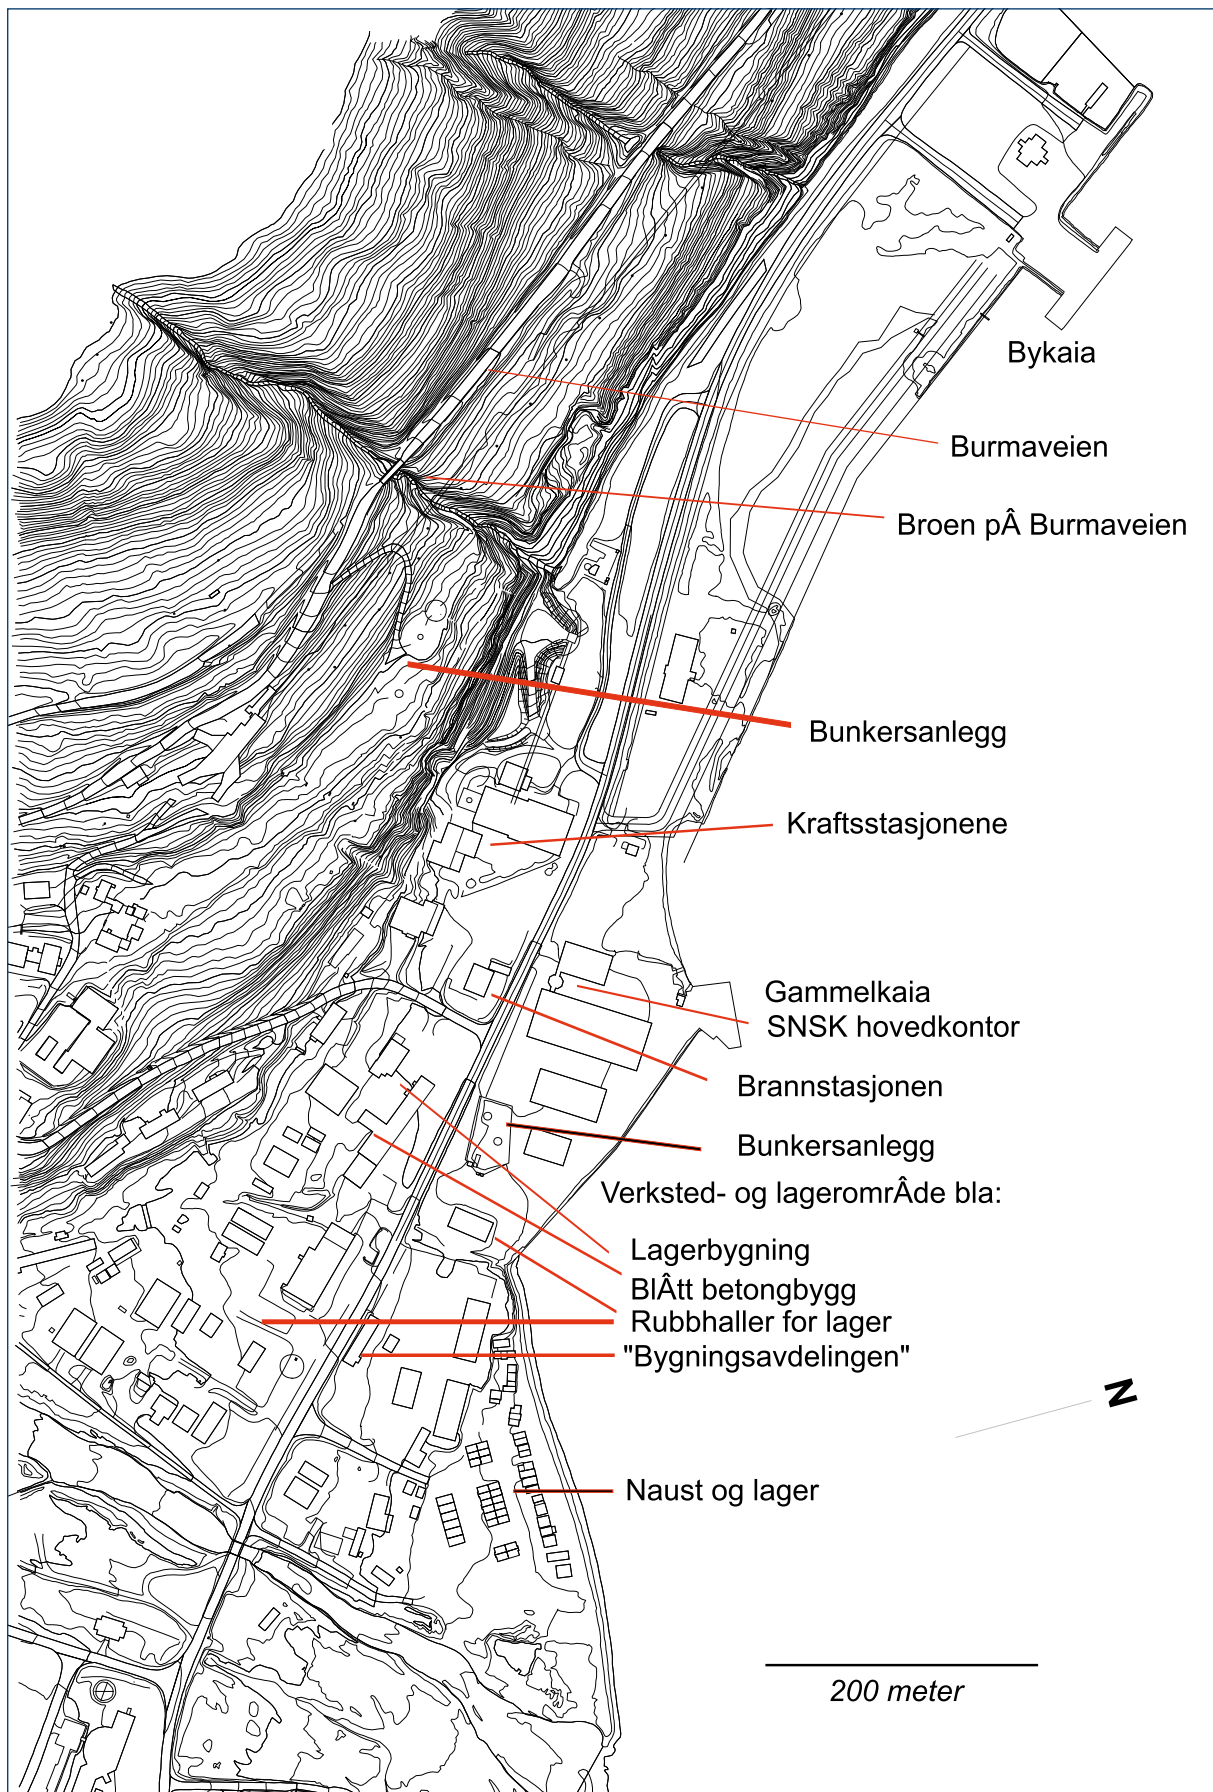 Bykaia
Burmaveien
Broen pÂ Burmaveien
Bunkersanlegg
Kraftsstasjonene
Gammelkaia
SNSK hovedkontor
Brannstasjonen
Bunkersanlegg
Verksted- og lageromrÂde bla:
Lagerbygning
BlÂtt betongbygg
Rubbhaller for lager
"Bygningsavdelingen"
N
Naust og lager
200 meter